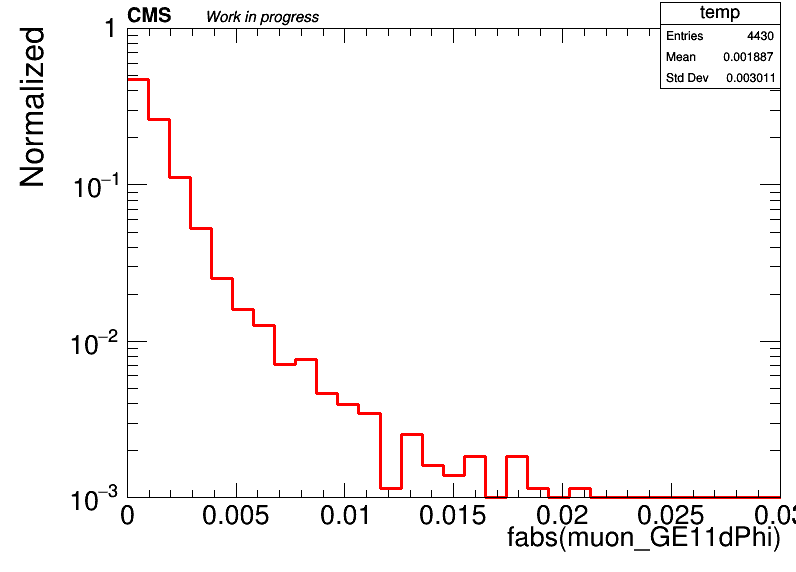 CMS Work in progress
temp
Entries 4430
Mean 0.001887
Std Dev 0.003011
Normalized
1
10−1
10−2
10−3
0 0.005 0.01 0.015 0.02 0.025 0.03
fabs(muon_GE11dPhi)